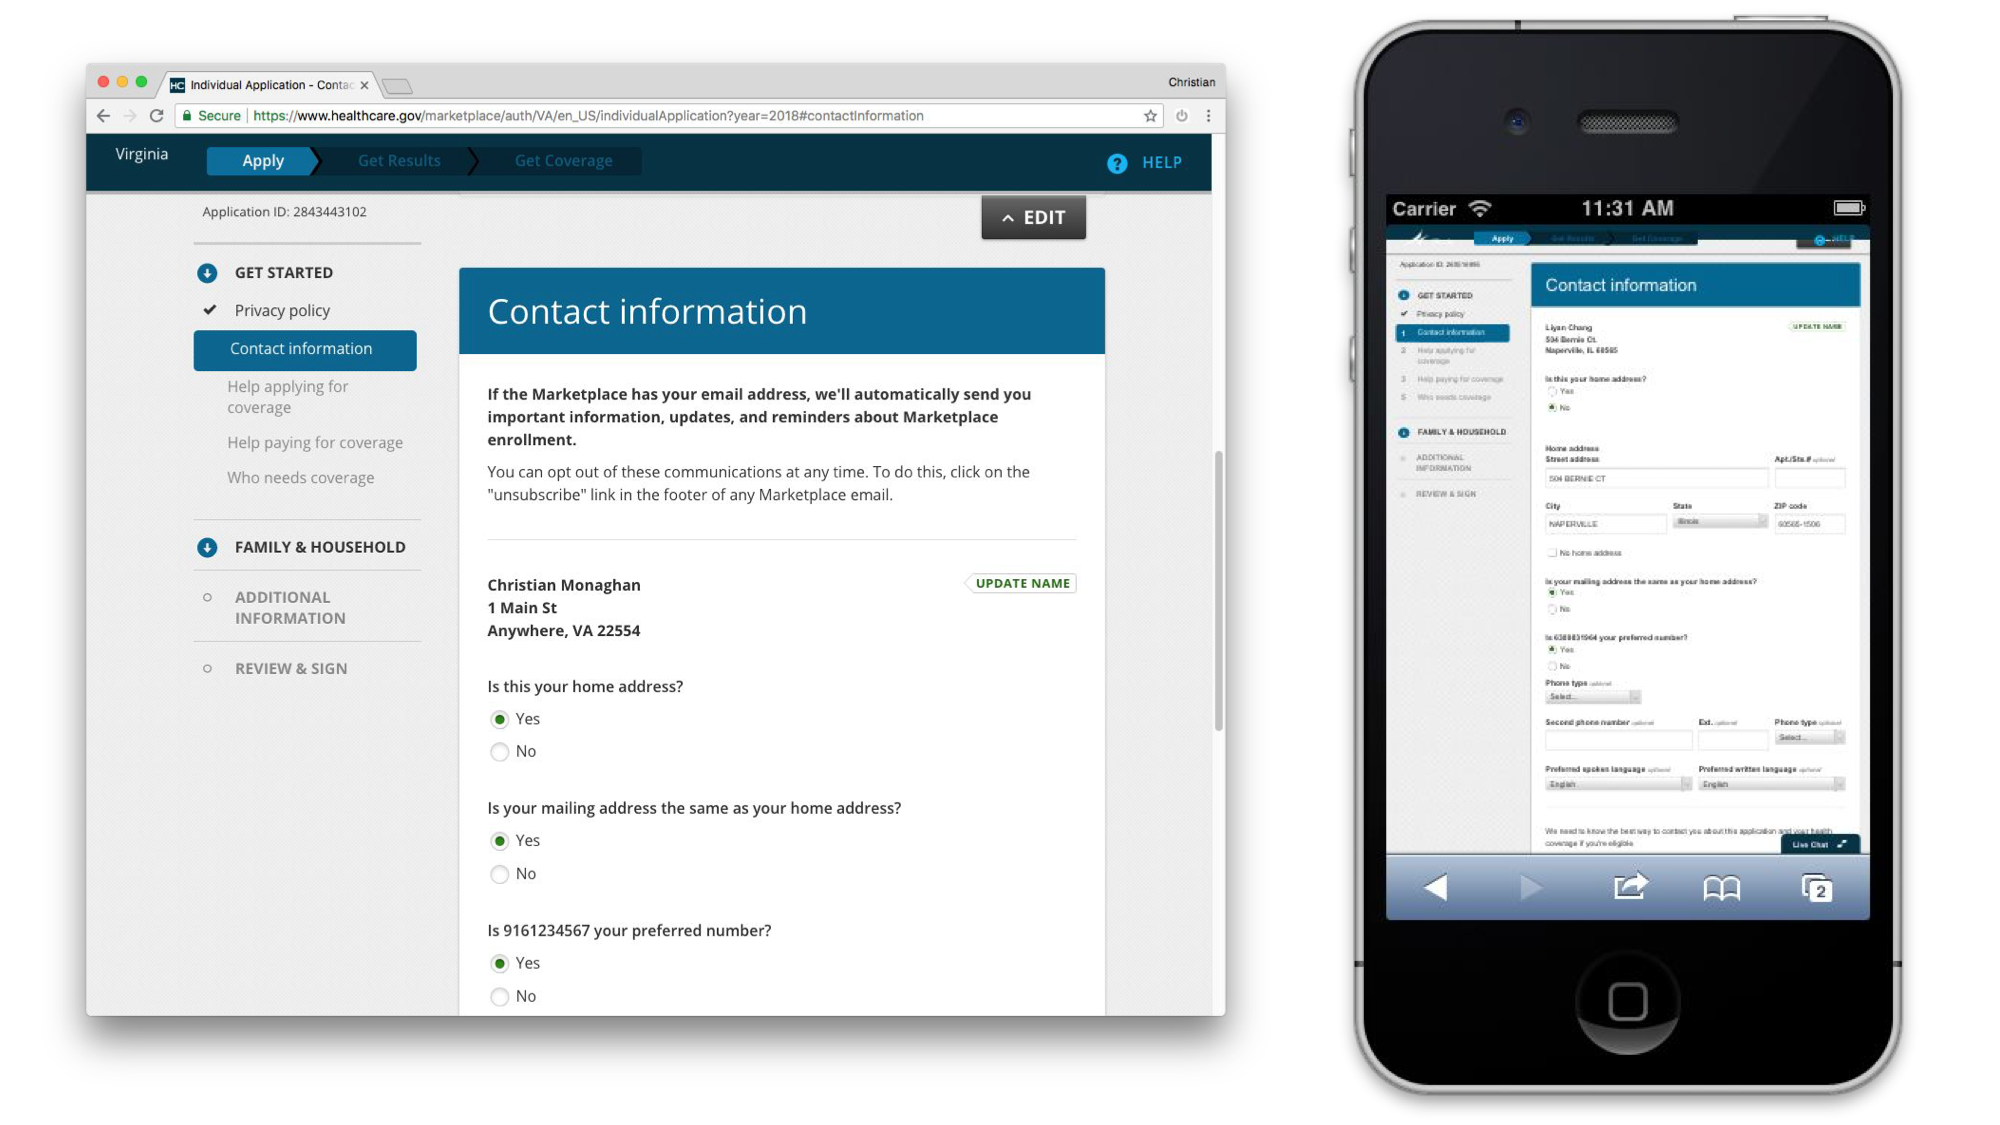 Individual Application - Contac
Christian
Secure | https://www.healthcare.gov/marketplace/auth/VA/en_US/individualApplication?year=2018#contactInformation
Virginia
Apply
Get Results
Get Coverage
? HELP
Application ID: 2843443102
EDIT
GET STARTED
Privacy policy
Contact information
Help applying for
coverage
Help paying for coverage
Who needs coverage
FAMILY & HOUSEHOLD
ADDITIONAL
INFORMATION
REVIEW & SIGN
Contact information
If the Marketplace has your email address, we'll automatically send you
important information, updates, and reminders about Marketplace
enrollment.
You can opt out of these communications at any time. To do this, click on the
"unsubscribe" link in the footer of any Marketplace email.
Christian Monaghan
UPDATE NAME
1 Main St
Anywhere, VA 22554
Is this your home address?
Yes
No
Is your mailing address the same as your home address?
Yes
No
Is 9161234567 your preferred number?
Yes
No
Carrier
11:31 AM
Apply
Get Results
Get Coverage
HELP
Application ID:
GET STARTED
Privacy policy
1 Contact information
2 Help applying for
coverage
3 Help paying for coverage
5 Who needs coverage
FAMILY & HOUSEHOLD
ADDITIONAL
INFORMATION
REVIEW & SIGN
Contact information
Liyan Chang
UPDATE NAME
504 Bernie Ct.
Naperville, IL 60565
Is this your home address?
Yes
No
Home address
Street address
Apt./Ste.# optional
504 BERNIE CT
City
State
ZIP code
NAPERVILLE
Illinois
60565-1506
No home address
Is your mailing address the same as your home address?
Yes
No
Is your preferred number?
Yes
No
Phone type optional
Select...
Second phone number optional
Ext. optional
Phone type optional
Select...
Preferred spoken language optional
Preferred written language optional
English
English
We need to know the best way to contact you about this application and your health
coverage if you're eligible
Live Chat
2